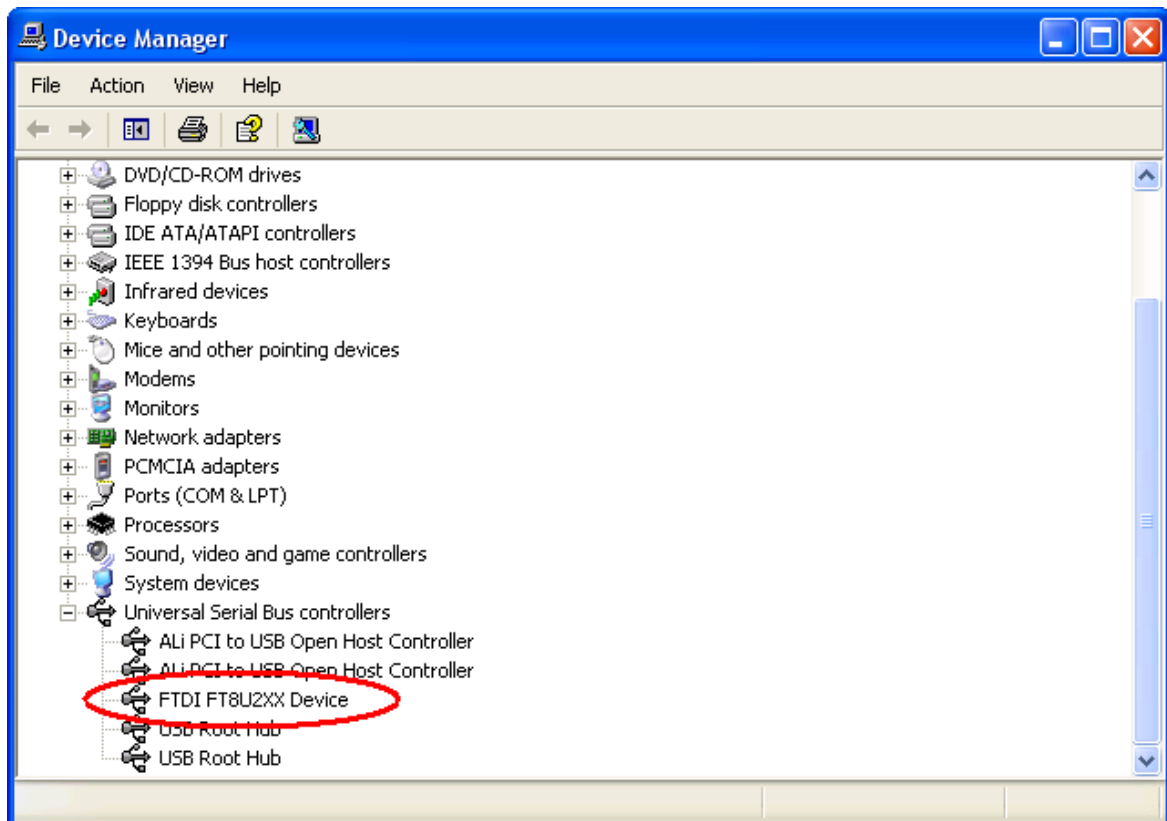 Device Manager
File Action View Help
DVD/CD-ROM drives
Floppy disk controllers
IDE ATA/ATAPI controllers
IEEE 1394 Bus host controllers
Infrared devices
Keyboards
Mice and other pointing devices
Modems
Monitors
Network adapters
PCMCIA adapters
Ports (COM & LPT)
Processors
Sound, video and game controllers
System devices
Universal Serial Bus controllers
ALi PCI to USB Open Host Controller
ALi PCI to USB Open Host Controller
FTDI FT8U2XX Device
USB Root Hub
USB Root Hub